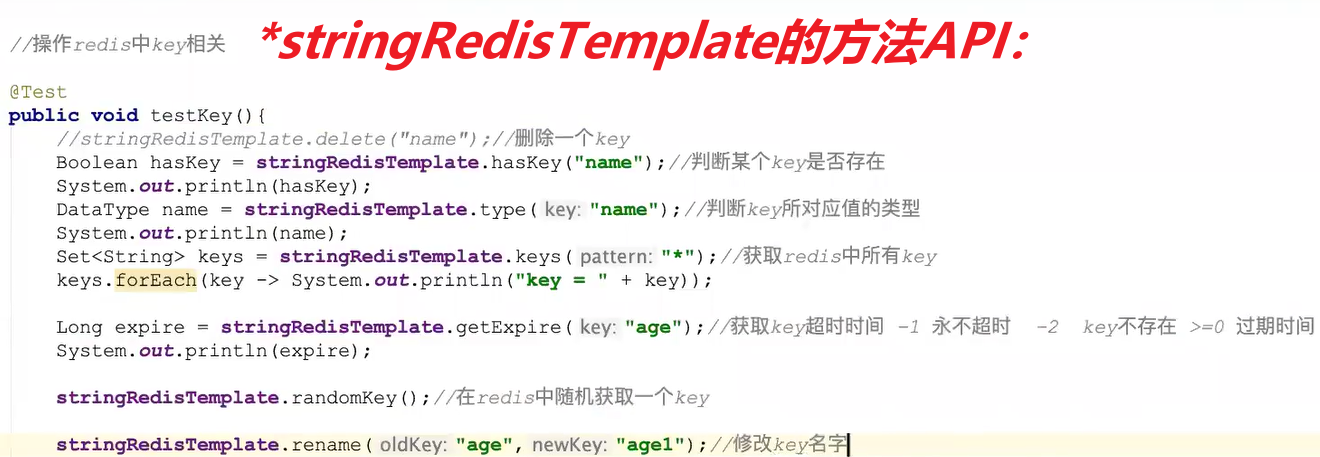 //操作redis中key相关
*stringRedisTemplate的方法API：
@Test
public void testKey(){
//stringRedisTemplate.delete("name");//删除一个key
Boolean hasKey = stringRedisTemplate.hasKey("name");//判断某个key是否存在
System.out.println(hasKey);
DataType name = stringRedisTemplate.type( key: "name");//判断key所对应值的类型
System.out.println(name);
Set<String> keys = stringRedisTemplate.keys( pattern: "*");//获取redis中所有key
keys.forEach(key -> System.out.println("key = " + key));
Long expire = stringRedisTemplate.getExpire( key: "age");//获取key超时时间 -1 永不超时 -2 key不存在 >=0 过期时间
System.out.println(expire);
stringRedisTemplate.randomKey();//在redis中随机获取一个key
stringRedisTemplate.rename( oldKey: "age", newKey: "age1");//修改key名字